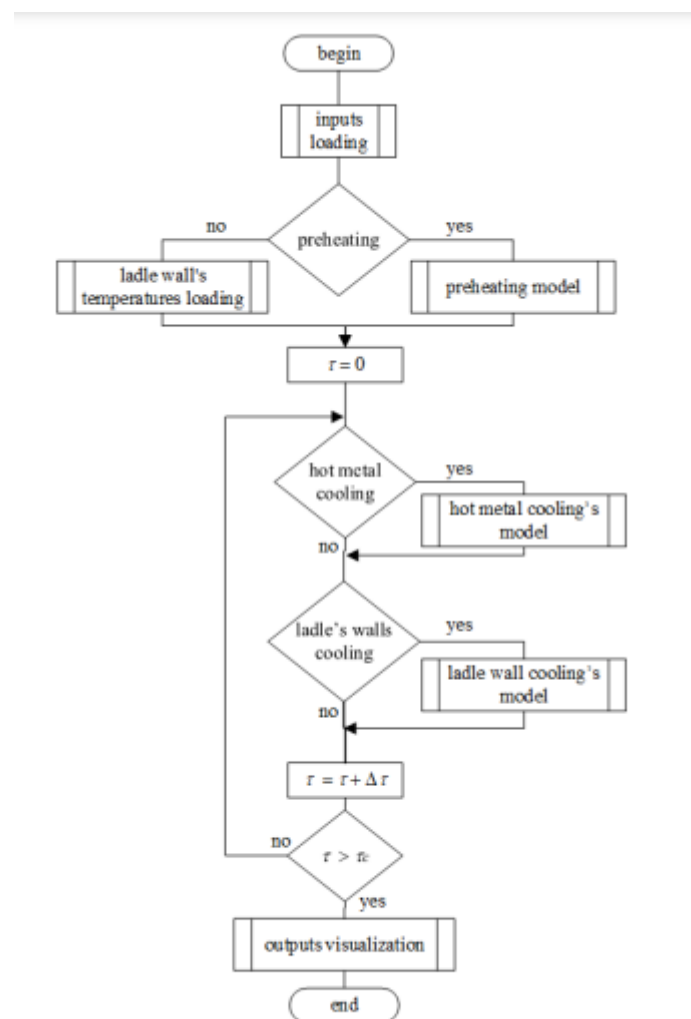 begin
inputs
loading
no
preheating
yes
ladle wall's
temperatures loading
preheating model
τ = 0
hot metal
cooling
yes
hot metal cooling's
model
no
ladle's walls
cooling
yes
ladle wall cooling's
model
no
τ = τ + Δ τ
no
τ > τc
yes
outputs visualization
end